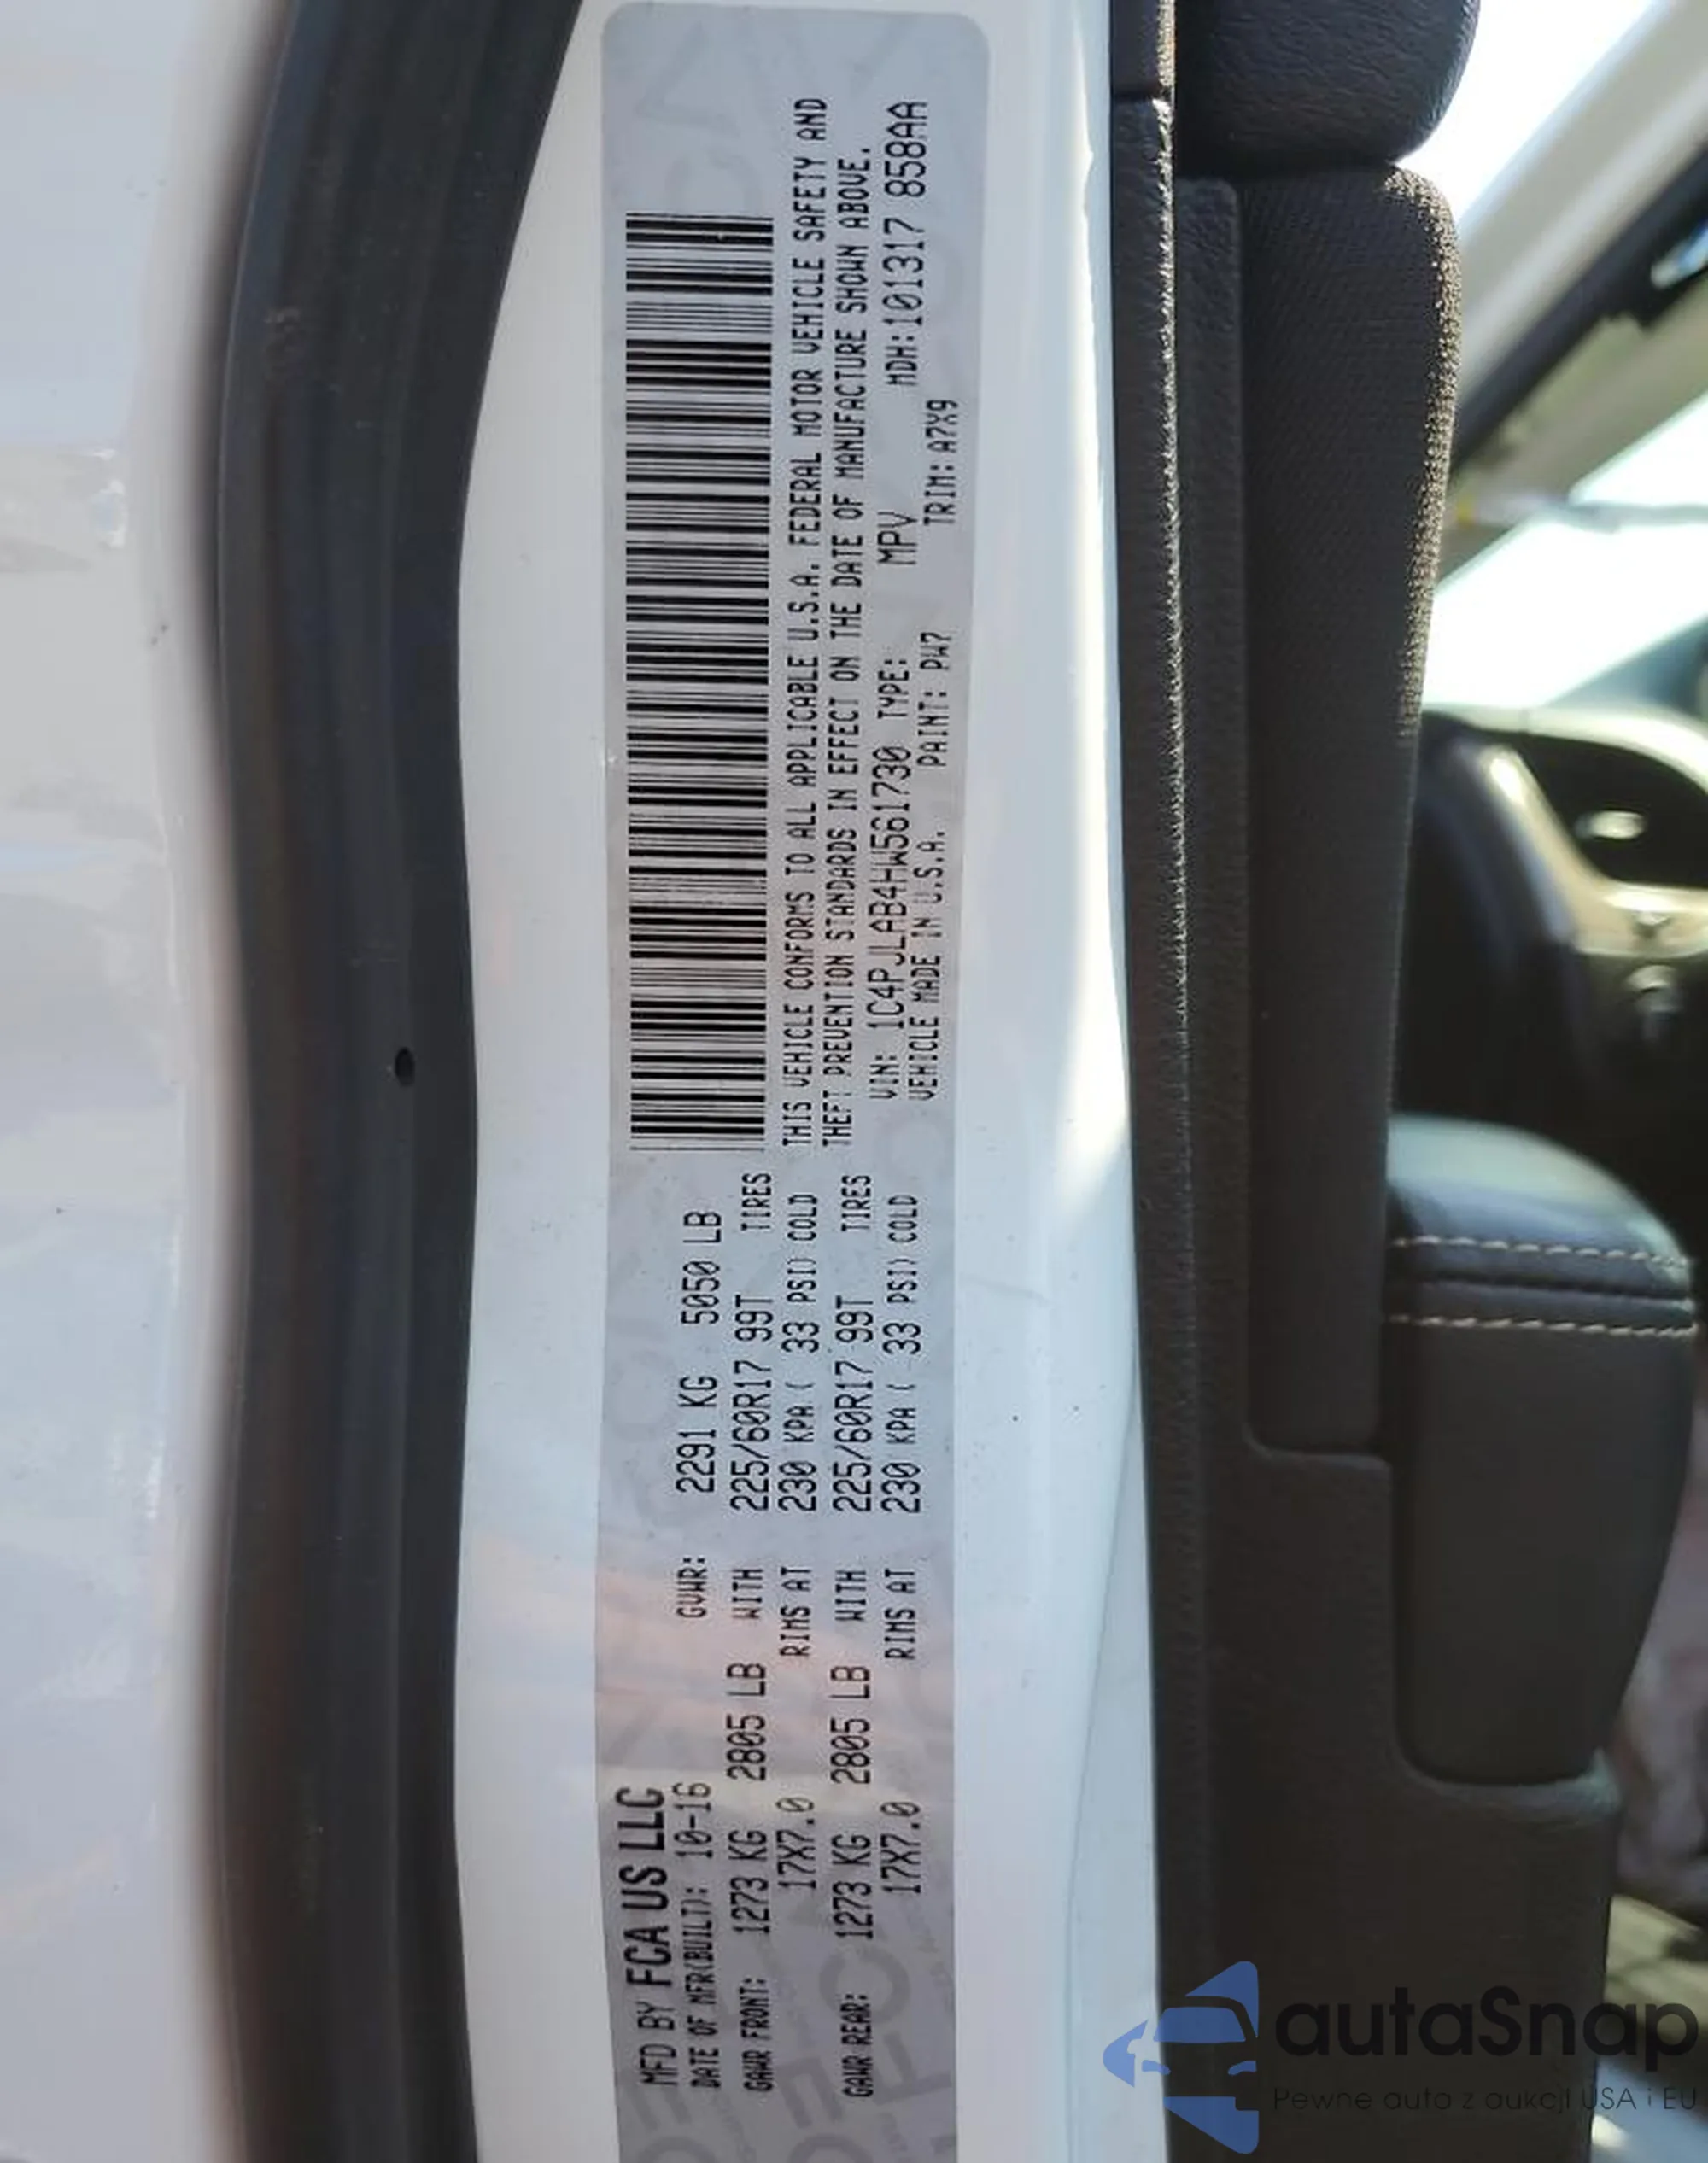 MFD BY FCA US LLC
DATE OF MFR(BUILT): 10-16 GVWR: 2291 KG 5050 LB
GAWR FRONT: 1273 KG 2805 LB WITH 225/60R17 99T TIRES
17X7.0 RIMS AT 230 KPA ( 33 PSI) COLD
GAWR REAR: 1273 KG 2805 LB WITH 225/60R17 99T TIRES
17X7.0 RIMS AT 230 KPA ( 33 PSI) COLD
THIS VEHICLE CONFORMS TO ALL APPLICABLE U.S.A. FEDERAL MOTOR VEHICLE SAFETY AND
THEFT PREVENTION STANDARDS IN EFFECT ON THE DATE OF MANUFACTURE SHOWN ABOVE.
VIN: 1C4PJLAB4HW561730 TYPE: MPV MDH:101317 858AA
VEHICLE MADE IN U.S.A. PAINT: PW7 TRIM: A7X9
autaSnap
Pewne auta z aukcji USA i EU